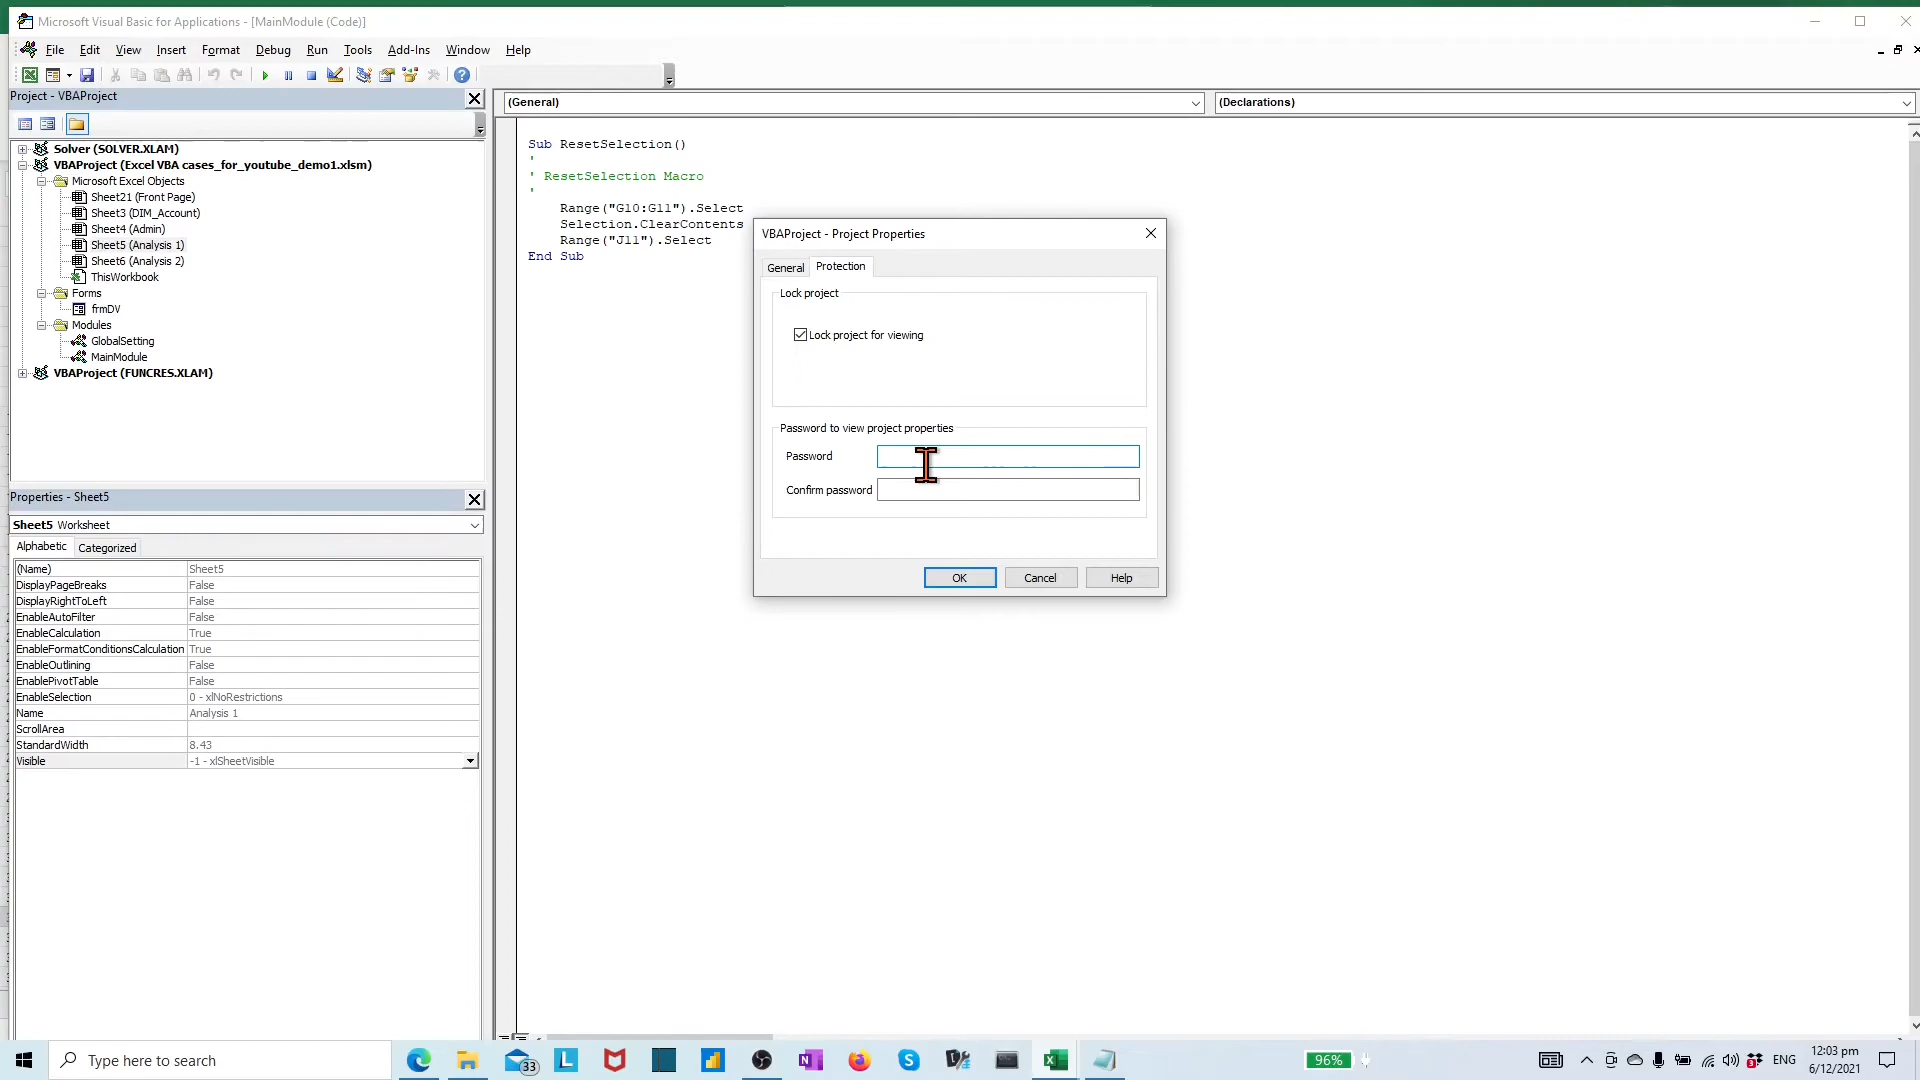 Microsoft Visual Basic for Applications - [MainModule (Code)]
File Edit View Insert Format Debug Run Tools Add-Ins Window Help
Project - VBAProject
(General)
(Declarations)
Solver (SOLVER.XLAM)
VBAProject (Excel VBA cases_for_youtube_demo1.xlsm)
Microsoft Excel Objects
Sheet21 (Front Page)
Sheet3 (DIM_Account)
Sheet4 (Admin)
Sheet5 (Analysis 1)
Sheet6 (Analysis 2)
ThisWorkbook
Forms
frmDV
Modules
GlobalSetting
MainModule
VBAProject (FUNCRES.XLAM)
Sub ResetSelection()
'
' ResetSelection Macro
'
Range("G10:G11").Select
Selection.ClearContents
Range("J11").Select
End Sub
VBAProject - Project Properties
General Protection
Lock project
Lock project for viewing
Password to view project properties
Password
Confirm password
OK Cancel Help
Properties - Sheet5
Sheet5 Worksheet
Alphabetic Categorized
(Name) Sheet5
DisplayPageBreaks False
DisplayRightToLeft False
EnableAutoFilter False
EnableCalculation True
EnableFormatConditionsCalculation True
EnableOutlining False
EnablePivotTable False
EnableSelection 0 - xlNoRestrictions
Name Analysis 1
ScrollArea
StandardWidth 8.43
Visible -1 - xlSheetVisible
Type here to search
33
96%
ENG
12:03 pm
6/12/2021